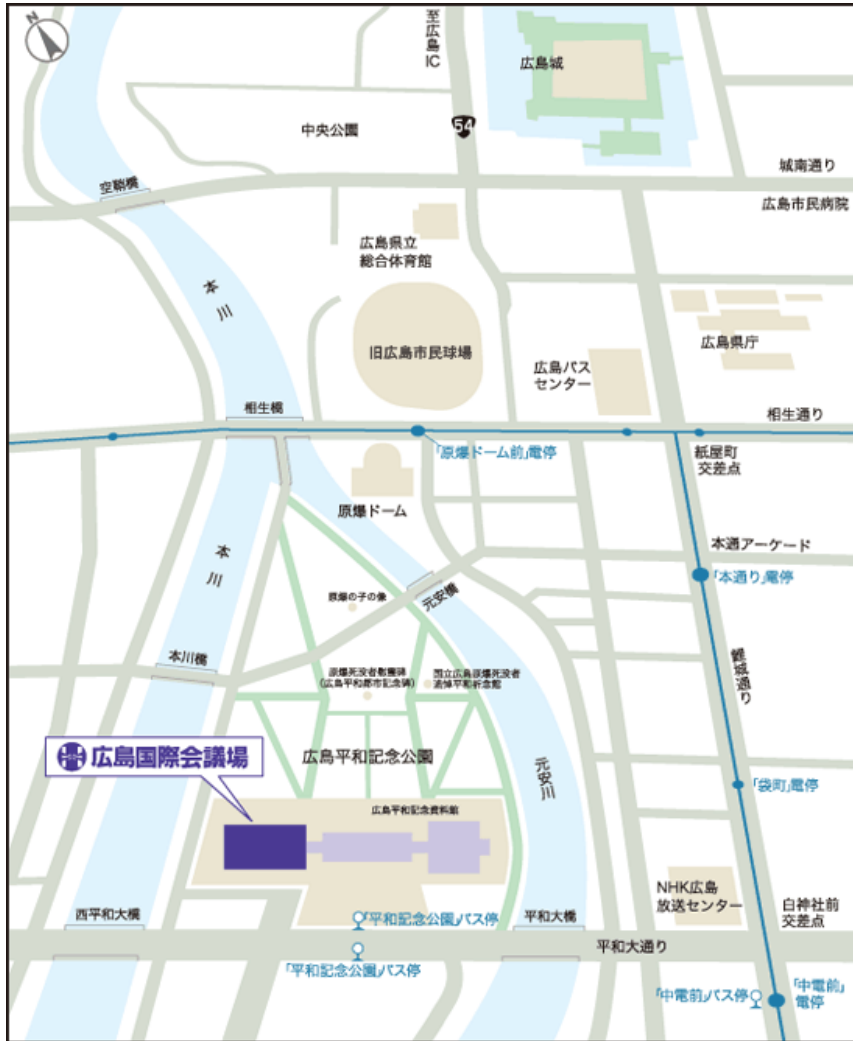 N
至広島
IC
54
広島城
中央公園
城南通り
空鞘橋
広島市民病院
広島県立
総合体育館
本川
旧広島市民球場
広島バス
センター
広島県庁
相生橋
相生通り
「原爆ドーム前」電停
紙屋町
交差点
原爆ドーム
本通アーケード
本川
「本通り」電停
原爆の子の像
元安橋
本川橋
原爆死没者慰霊碑
(広島平和都市記念碑)
国立広島原爆死没者
追悼平和祈念館
鯉城通り
広島国際会議場
広島平和記念公園
元安川
「袋町」電停
広島平和記念資料館
NHK広島
放送センター
白神社前
交差点
西平和大橋
「平和記念公園」バス停
平和大橋
平和大通り
「平和記念公園」バス停
「中電前」バス停
「中電前」
電停